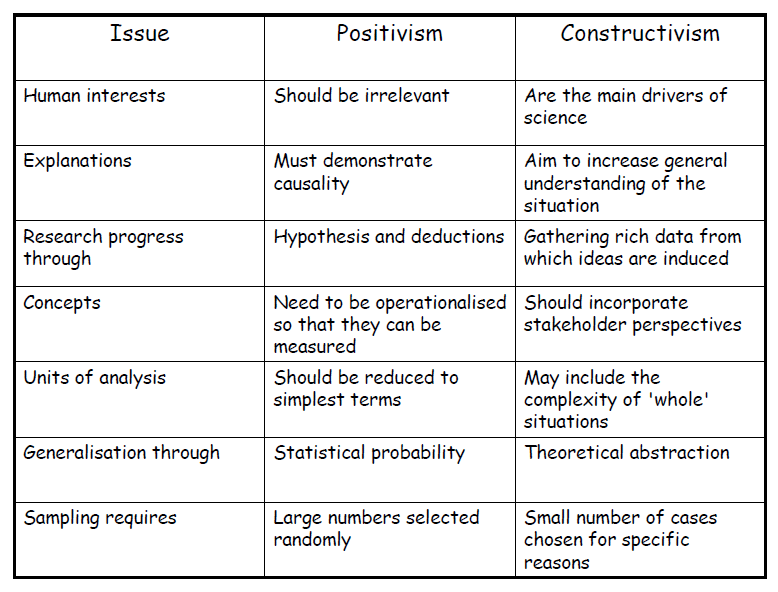 Issue
Positivism
Constructivism
Human interests
Should be irrelevant
Are the main drivers of
science
Explanations
Must demonstrate
causality
Aim to increase general
understanding of the
situation
Research progress
through
Hypothesis and deductions
Gathering rich data from
which ideas are induced
Concepts
Need to be operationalised
so that they can be
measured
Should incorporate
stakeholder perspectives
Units of analysis
Should be reduced to
simplest terms
May include the
complexity of 'whole'
situations
Generalisation through
Statistical probability
Theoretical abstraction
Sampling requires
Large numbers selected
randomly
Small number of cases
chosen for specific
reasons